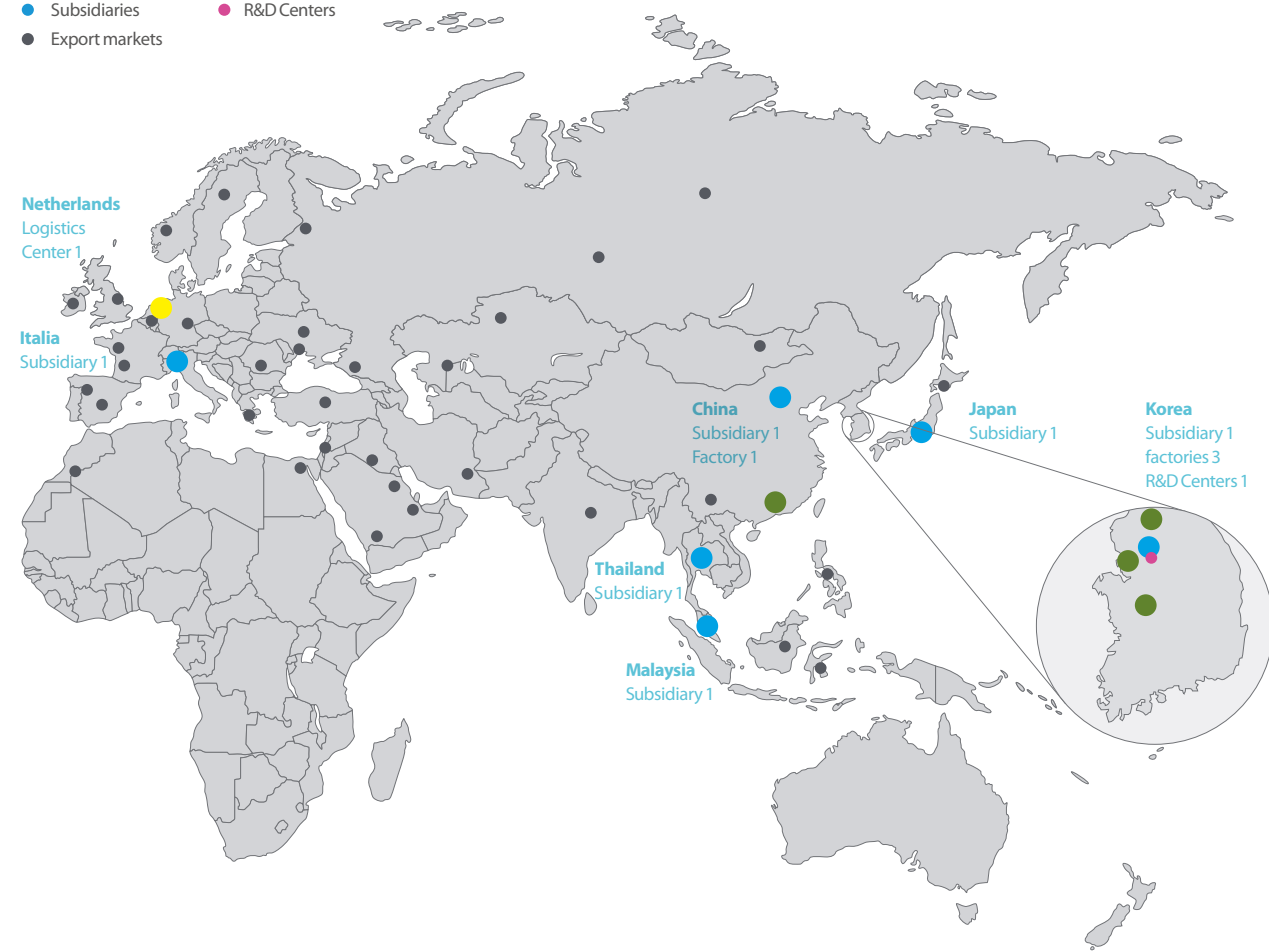 Subsidiaries
R&D Centers
Export markets
Netherlands
Logistics
Center 1
Italia
Subsidiary 1
China
Subsidiary 1
Factory 1
Japan
Subsidiary 1
Korea
Subsidiary 1
factories 3
R&D Centers 1
Thailand
Subsidiary 1
Malaysia
Subsidiary 1